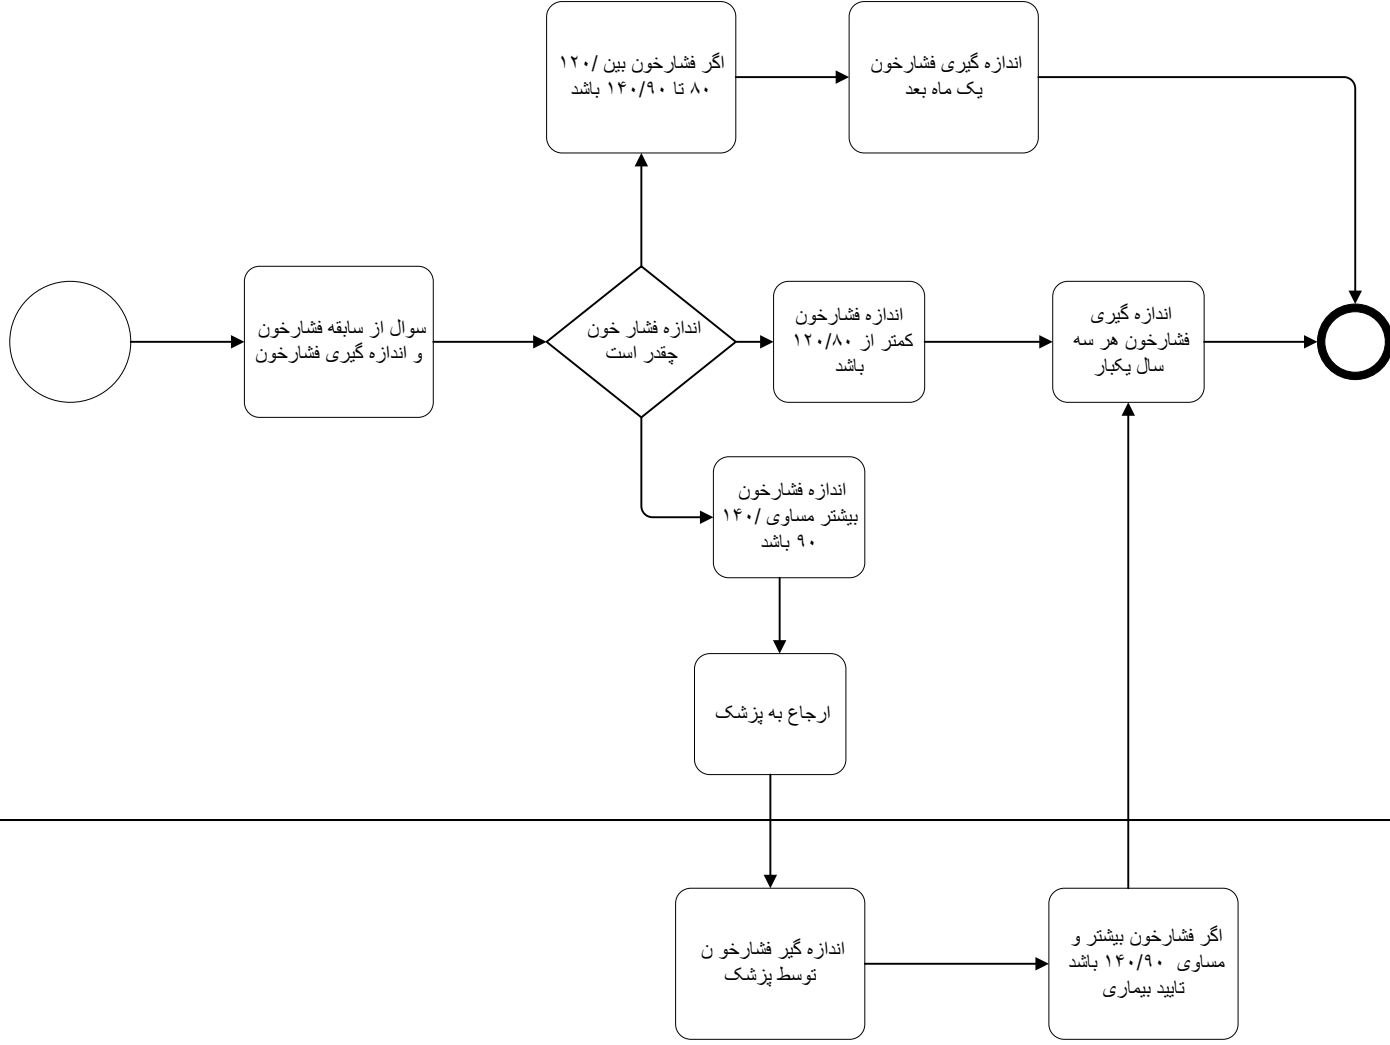 اگر فشارخون بین ۱۲۰/
۸۰ تا ۱۴۰/۹۰ باشد
اندازه گیری فشارخون
یک ماه بعد
سوال از سابقه فشارخون
و اندازه گیری فشارخون
اندازه فشار خون
چقدر است
اندازه فشارخون
کمتر از ۱۲۰/۸۰
باشد
اندازه گیری
فشارخون هر سه
سال یکبار
اندازه فشارخون
بیشتر مساوی ۱۴۰/
۹۰ باشد
ارجاع به پزشک
اندازه گیر فشارخو ن
توسط پزشک
اگر فشارخون بیشتر و
مساوی ۱۴۰/۹۰ باشد
تایید بیماری